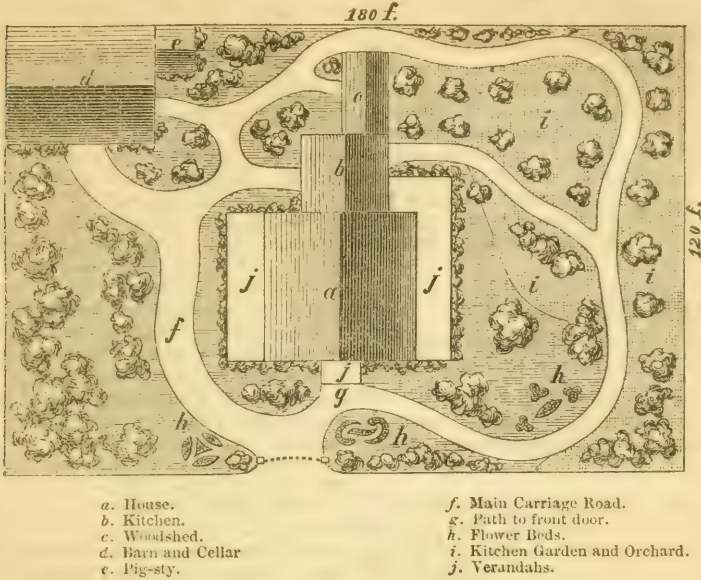 180 f.
e
d
c
i
b
120 f.
j
a
j
i
i
f
j
g
h
h
h
a. House.
b. Kitchen.
c. Woodshed.
d. Barn and Cellar
e. Pig-sty.
f. Main Carriage Road.
g. Path to front door.
h. Flower Beds.
i. Kitchen Garden and Orchard.
j. Verandahs.